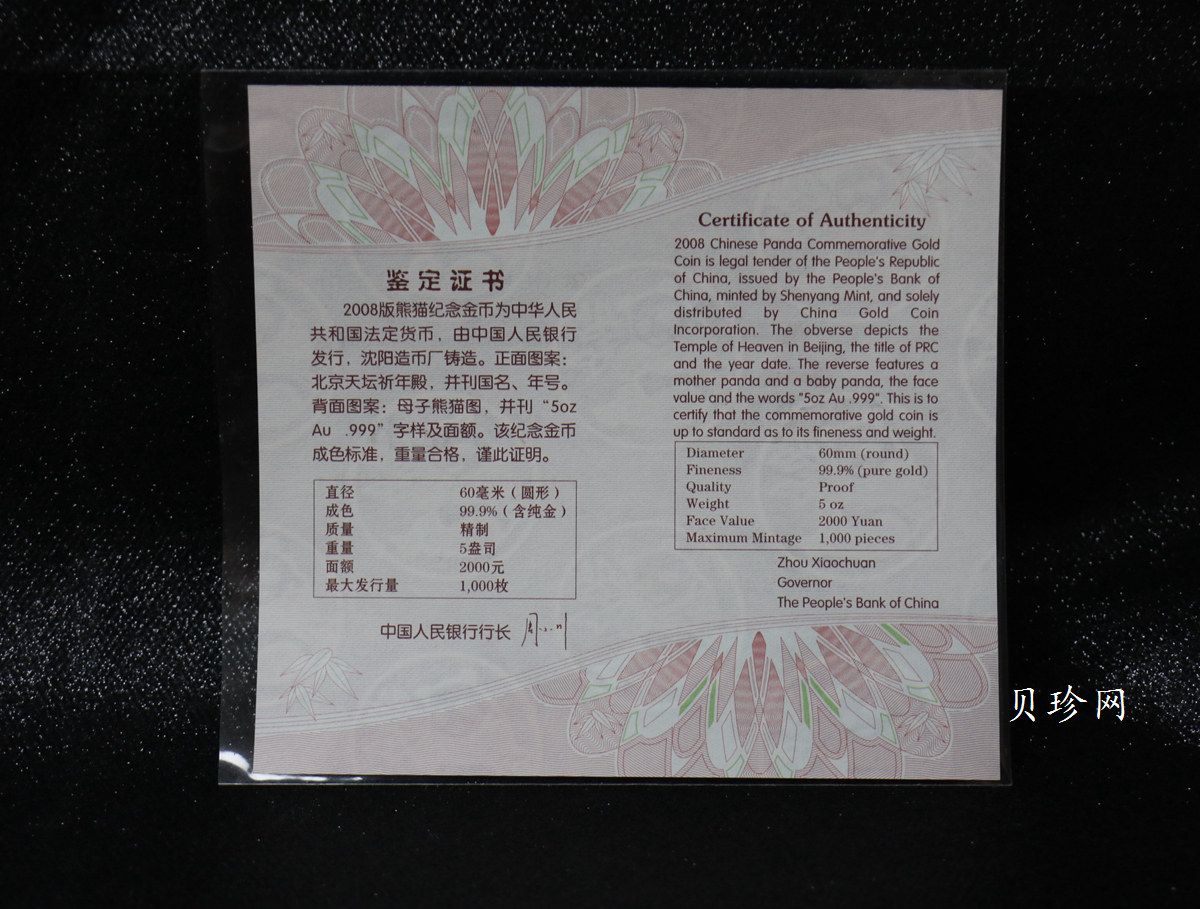 鉴定证书
2008版熊猫纪念金币为中华人民
共和国法定货币，由中国人民银行
发行，沈阳造币厂铸造。正面图案：
北京天坛祈年殿，并刊国名、年号。
背面图案：母子熊猫图，并刊“5oz
Au .999”字样及面额。该纪念金币
成色标准，重量合格，谨此证明。
直径 60毫米（圆形）
成色 99.9%（含纯金）
质量 精制
重量 5盎司
面额 2000元
最大发行量 1,000枚
中国人民银行行长
Certificate of Authenticity
2008 Chinese Panda Commemorative Gold
Coin is legal tender of the People's Republic
of China, issued by the People's Bank of
China, minted by Shenyang Mint, and solely
distributed by China Gold Coin
Incorporation. The obverse depicts the
Temple of Heaven in Beijing, the title of PRC
and the year date. The reverse features a
mother panda and a baby panda, the face
value and the words "5oz Au .999". This is to
certify that the commemorative gold coin is
up to standard as to its fineness and weight.
Diameter 60mm (round)
Fineness 99.9% (pure gold)
Quality Proof
Weight 5 oz
Face Value 2000 Yuan
Maximum Mintage 1,000 pieces
Zhou Xiaochuan
Governor
The People's Bank of China
贝珍网